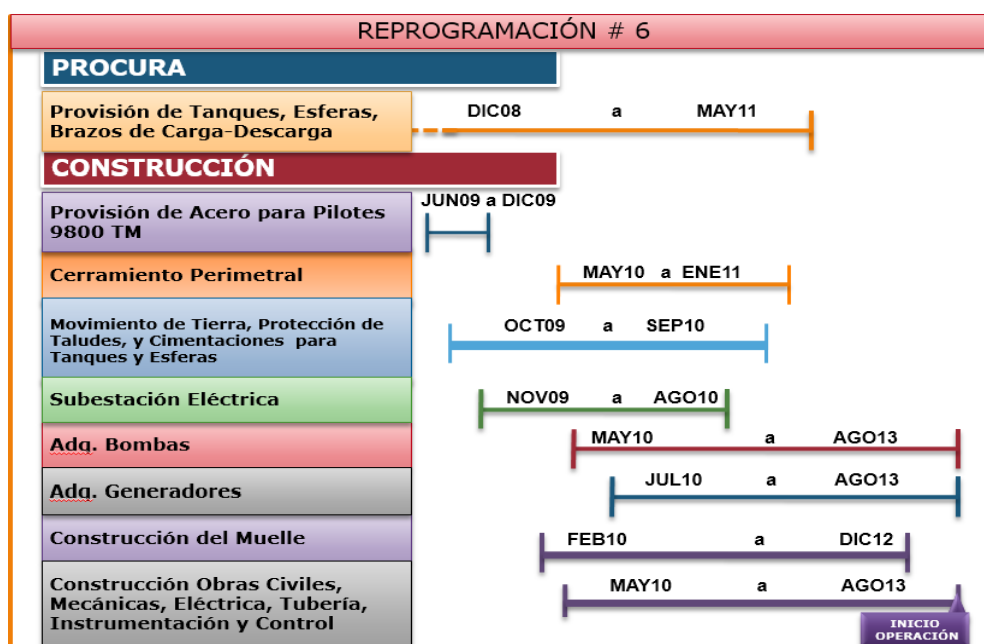 REPROGRAMACIÓN # 6
PROCURA
Provisión de Tanques, Esferas,
Brazos de Carga-Descarga
DIC08 a MAY11
CONSTRUCCIÓN
Provisión de Acero para Pilotes
9800 TM
JUN09 a DIC09
Cerramiento Perimetral
MAY10 a ENE11
Movimiento de Tierra, Protección de
Taludes, y Cimentaciones para
Tanques y Esferas
OCT09 a SEP10
Subestación Eléctrica
NOV09 a AGO10
Adq. Bombas
MAY10 a AGO13
Adq. Generadores
JUL10 a AGO13
Construcción del Muelle
FEB10 a DIC12
Construcción Obras Civiles,
Mecánicas, Eléctrica, Tubería,
Instrumentación y Control
MAY10 a AGO13
INICIO
OPERACIÓN